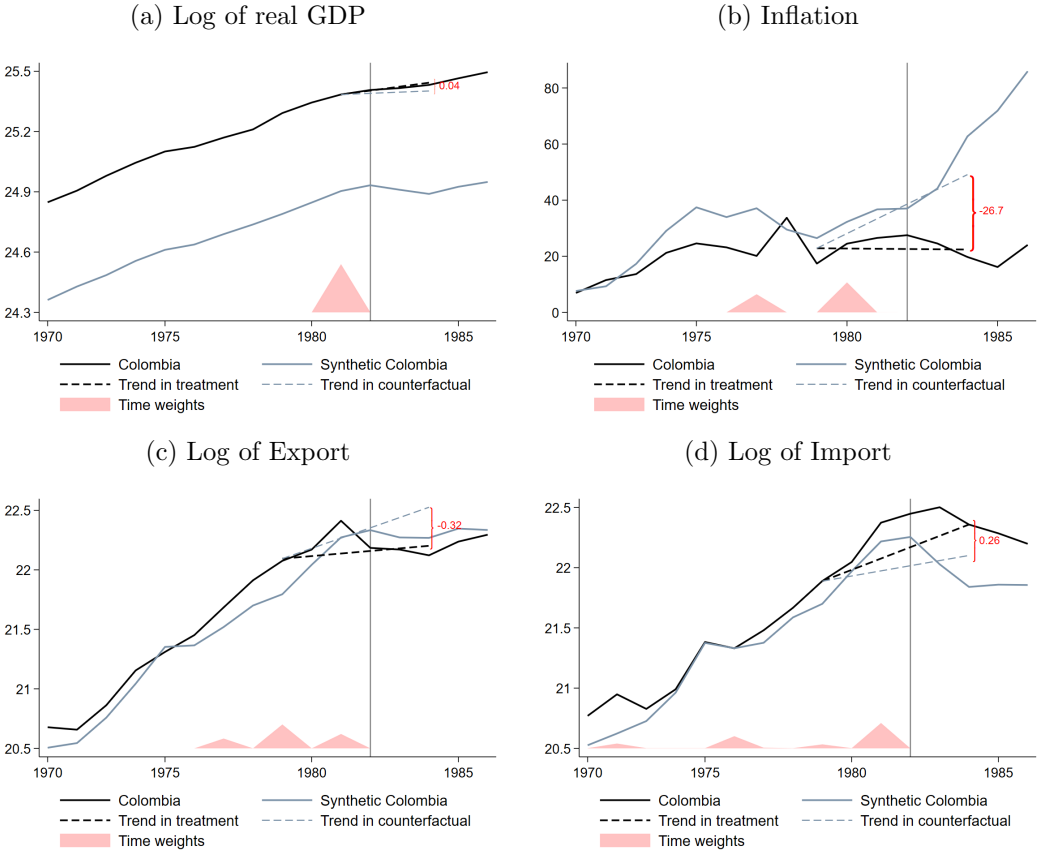 (a) Log of real GDP
25.5
25.2
24.9
24.6
24.3
0.04
1970 1975 1980 1985
Colombia Synthetic Colombia
Trend in treatment Trend in counterfactual
Time weights
(b) Inflation
80
60
40
20
0
-26.7
1970 1975 1980 1985
Colombia Synthetic Colombia
Trend in treatment Trend in counterfactual
Time weights
(c) Log of Export
22.5
22
21.5
21
20.5
-0.32
1970 1975 1980 1985
Colombia Synthetic Colombia
Trend in treatment Trend in counterfactual
Time weights
(d) Log of Import
22.5
22
21.5
21
20.5
0.26
1970 1975 1980 1985
Colombia Synthetic Colombia
Trend in treatment Trend in counterfactual
Time weights